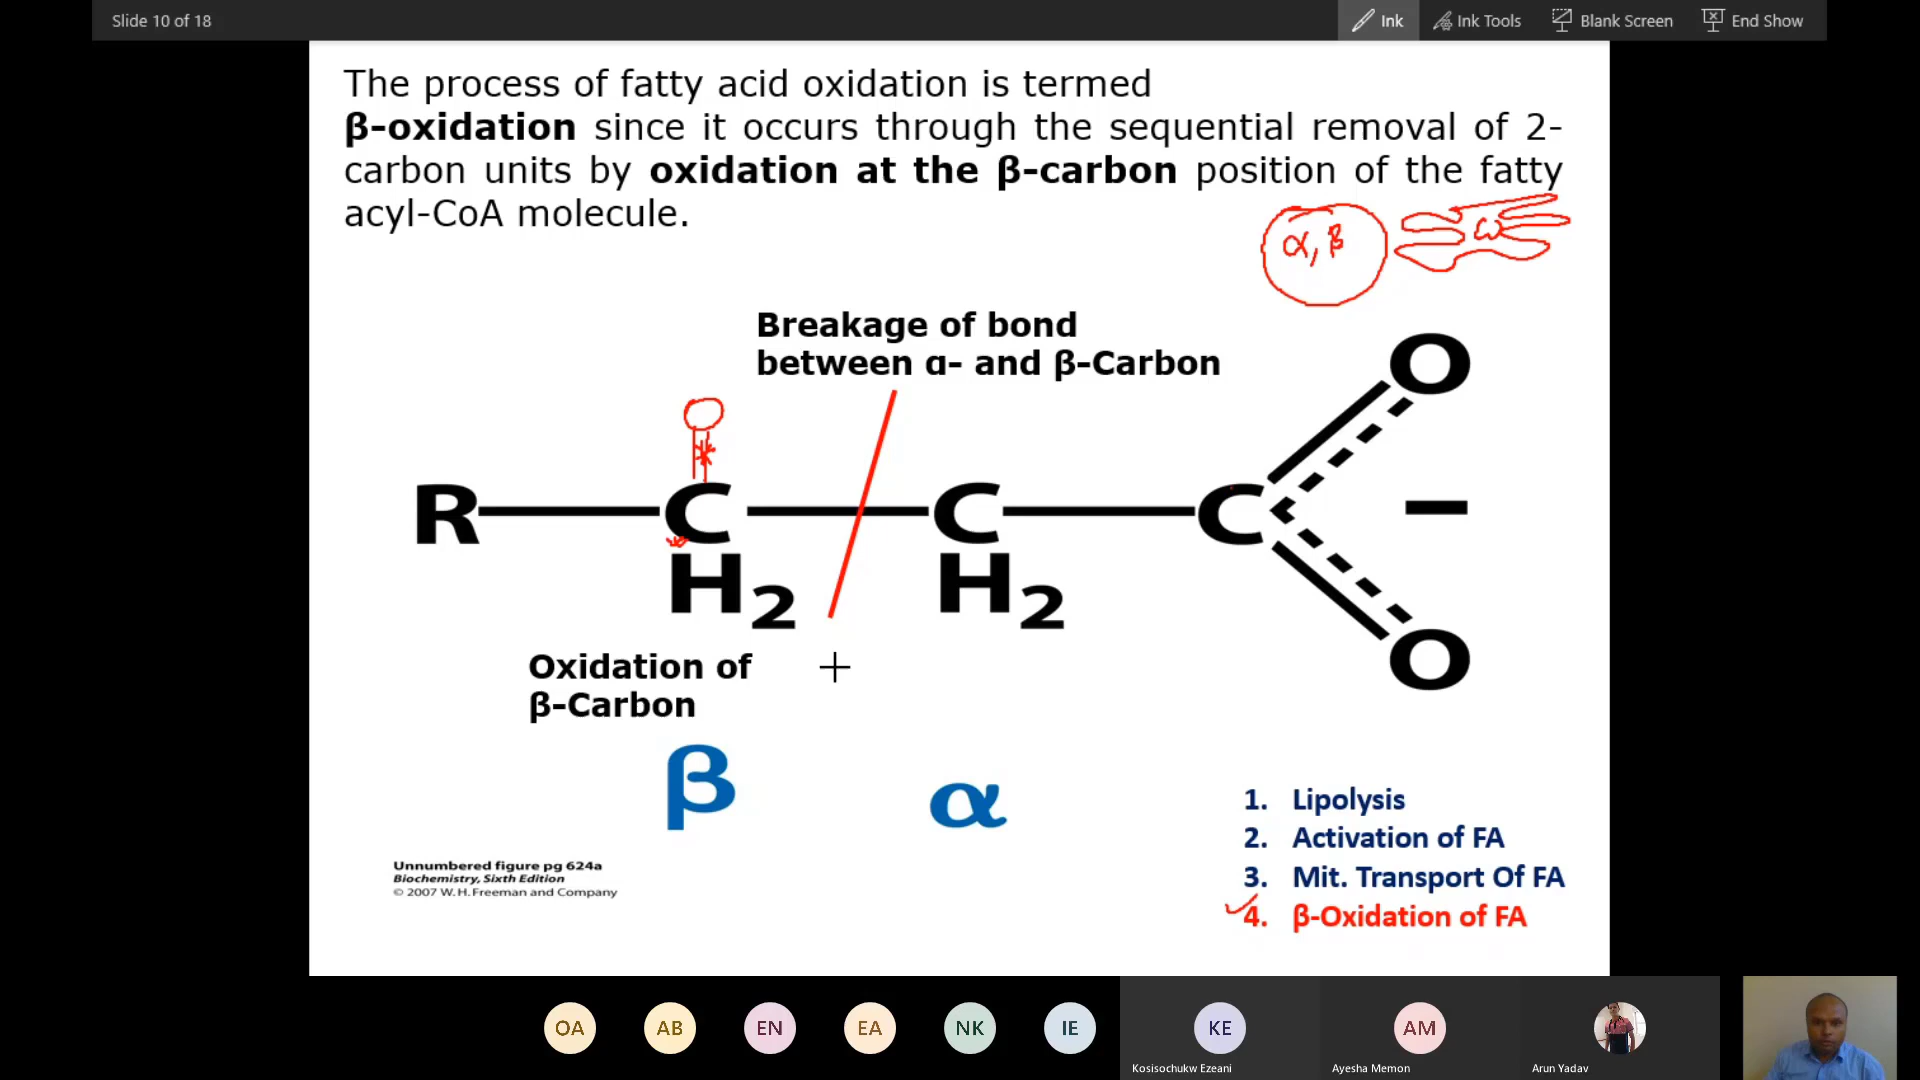 Slide 10 of 18
Ink
Ink Tools
Blank Screen
End Show
The process of fatty acid oxidation is termed
β-oxidation since it occurs through the sequential removal of 2-
carbon units by oxidation at the β-carbon position of the fatty
acyl-CoA molecule.
α, β
ω
Breakage of bond
between α- and β-Carbon
O
O
R C C C
H2 H2
O
Oxidation of
β-Carbon
β
α
1. Lipolysis
2. Activation of FA
3. Mit. Transport Of FA
4. β-Oxidation of FA
Unnumbered figure pg 624a
Biochemistry, Sixth Edition
© 2007 W. H. Freeman and Company
OA
AB
EN
EA
NK
IE
KE
AM
Kosisochukw Ezeani
Ayesha Memon
Arun Yadav